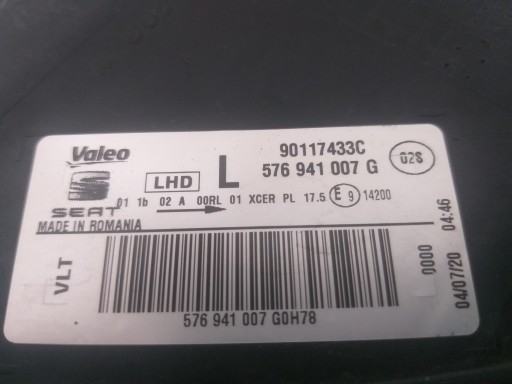 Valeo
90117433C
LHD L 576 941 007 G 02S
SEAT 01 1b 02 A 00RL 01 XCER PL 17.5 E 9 14200
MADE IN ROMANIA
VLT
0000
04/07/20 04:46
576 941 007 G0H78